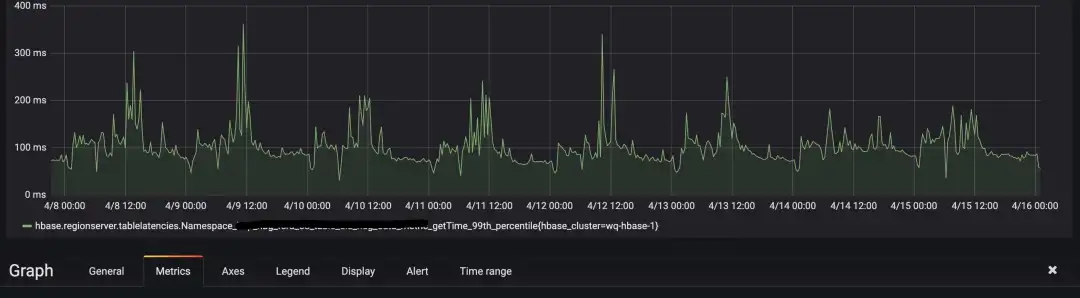 400 ms
300 ms
200 ms
100 ms
0 ms
4/8 00:00 4/8 12:00 4/9 00:00 4/9 12:00 4/10 00:00 4/10 12:00 4/11 00:00 4/11 12:00 4/12 00:00 4/12 12:00 4/13 00:00 4/13 12:00 4/14 00:00 4/14 12:00 4/15 00:00 4/15 12:00 4/16 00:00
hbase.regionserver.tablelatencies.Namespace_ _getTime_99th_percentile{hbase_cluster=wq-hbase-1}
Graph General Metrics Axes Legend Display Alert Time range